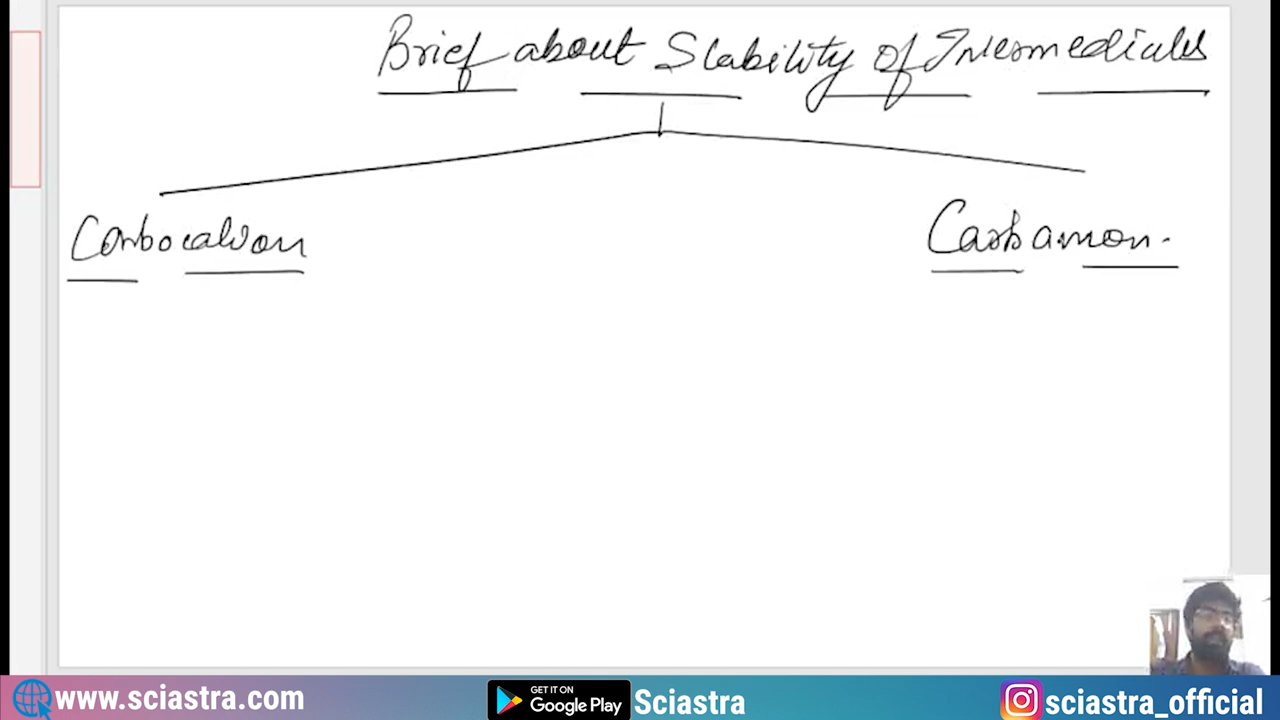 Brief about Stability of Intermediates
Carbocation
Carbanion.
www.sciastra.com
GET IT ON
Google Play
Sciastra
sciastra_official